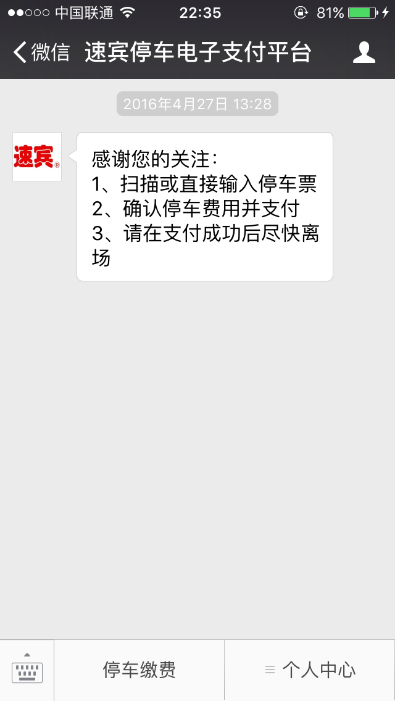 中国联通 22:35 81%
微信 速宾停车电子支付平台
2016年4月27日 13:28
速宾®
感谢您的关注：
1、扫描或直接输入停车票
2、确认停车费用并支付
3、请在支付成功后尽快离
场
停车缴费 个人中心